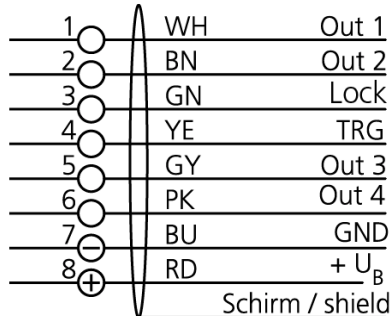 1 WH Out 1
2 BN Out 2
3 GN Lock
4 YE TRG
5 GY Out 3
6 PK Out 4
7 BU GND
8 RD + U_B
Schirm / shield